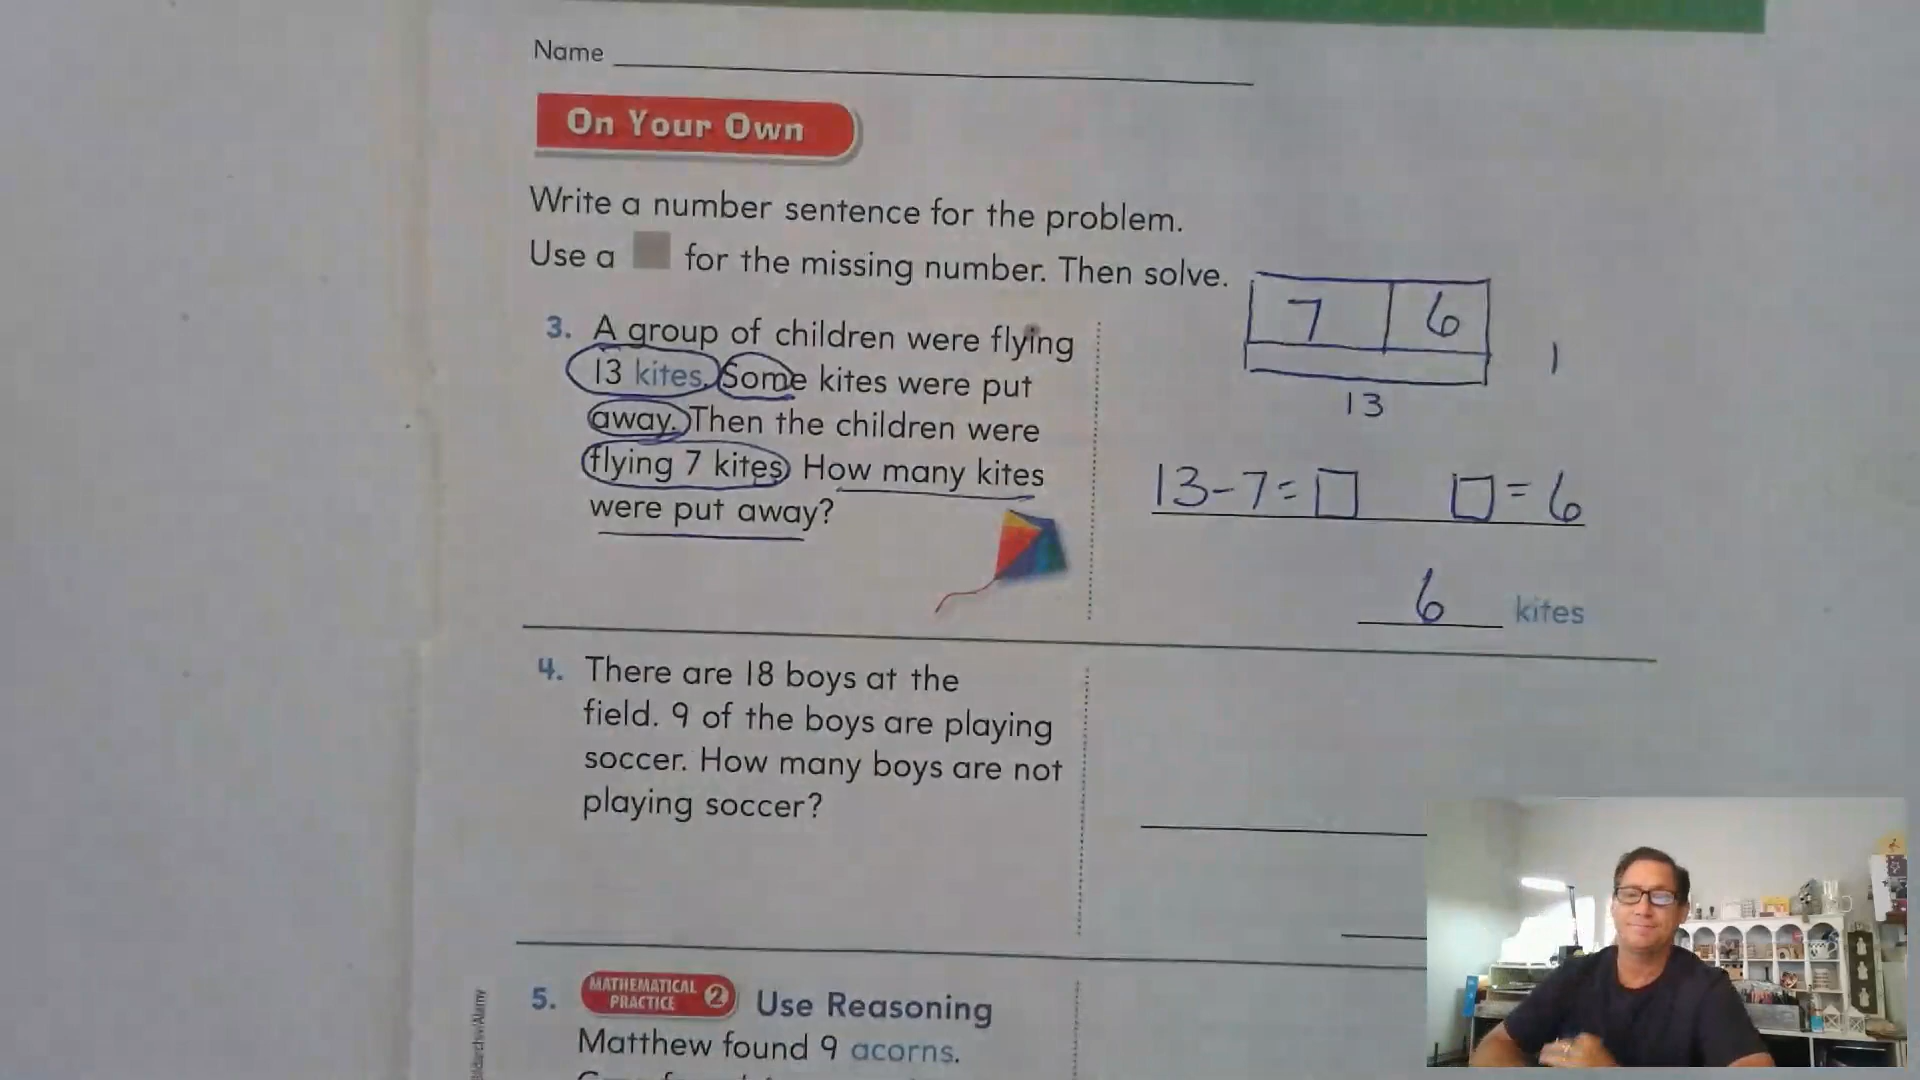 Name
On Your Own
Write a number sentence for the problem.
Use a for the missing number. Then solve.
3. A group of children were flying
13 kites. Some kites were put
away. Then the children were
flying 7 kites. How many kites
were put away?
7 6
13
13-7=□ □=6
6 kites
4. There are 18 boys at the
field. 9 of the boys are playing
soccer. How many boys are not
playing soccer?
5. MATHEMATICAL PRACTICE 2 Use Reasoning
Matthew found 9 acorns.